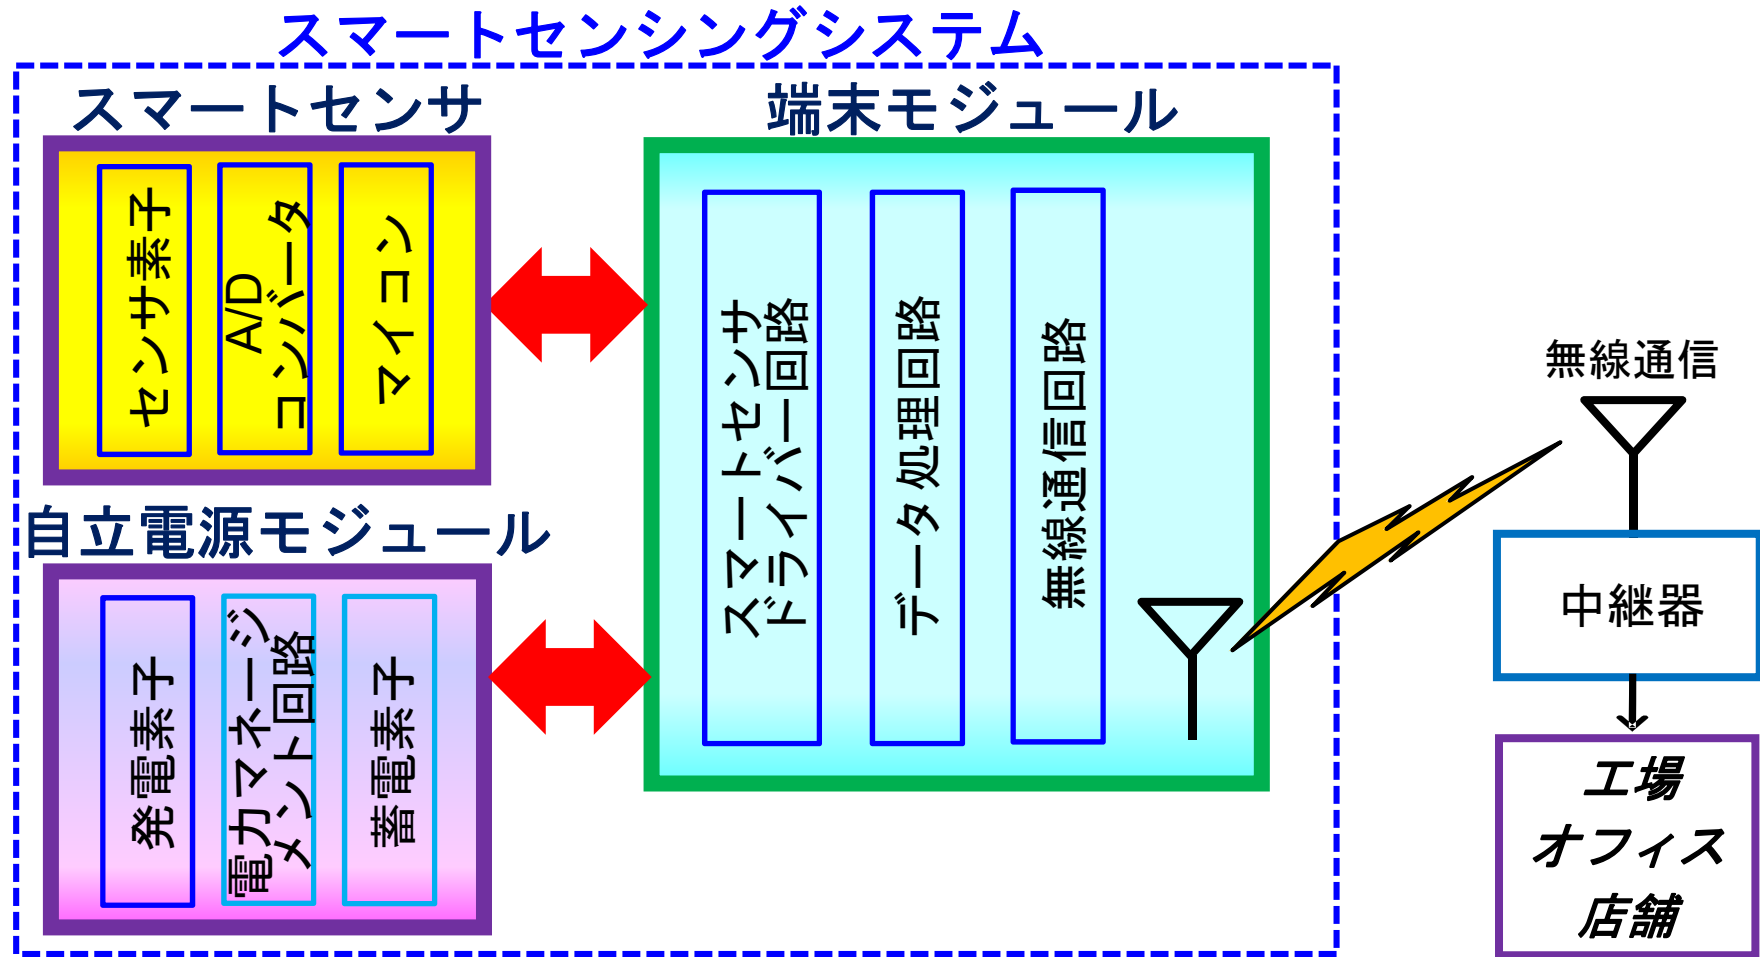 スマートセンシングシステム
スマートセンサ
センサ素子
A/D
コンバータ
マイコン
自立電源モジュール
発電素子
電力マネージ
メント回路
蓄電素子
端末モジュール
スマートセンサ
ドライバー回路
データ処理回路
無線通信回路
無線通信
中継器
工場
オフィス
店舗